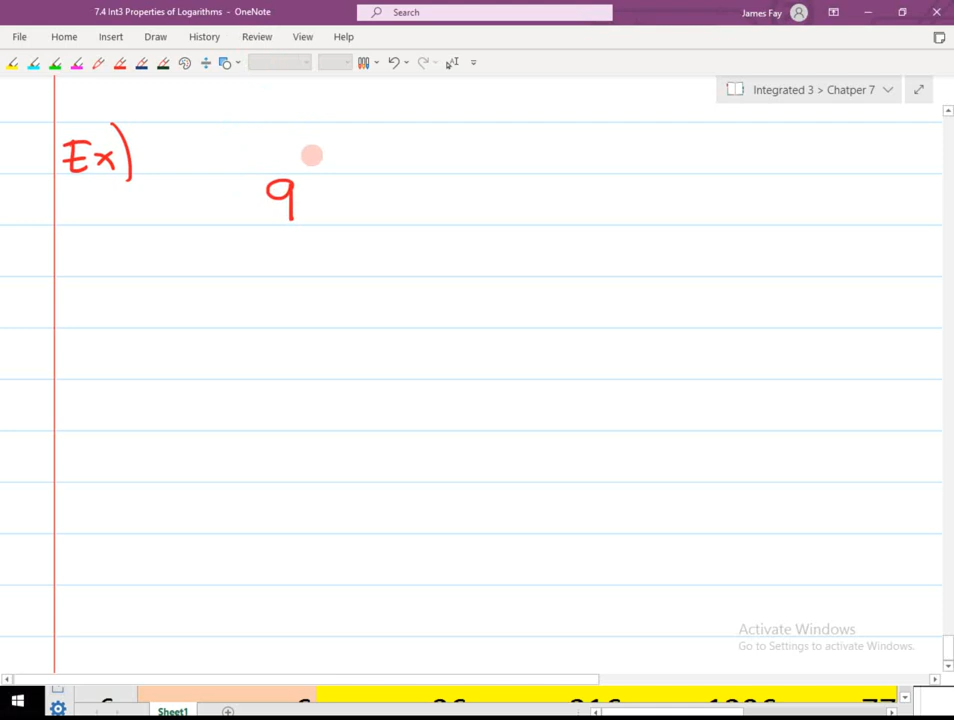 7.4 Int3 Properties of Logarithms - OneNote
Search
James Fay
File Home Insert Draw History Review View Help
Integrated 3 > Chatper 7
Ex)
9
Activate Windows
Go to Settings to activate Windows.
Sheet1